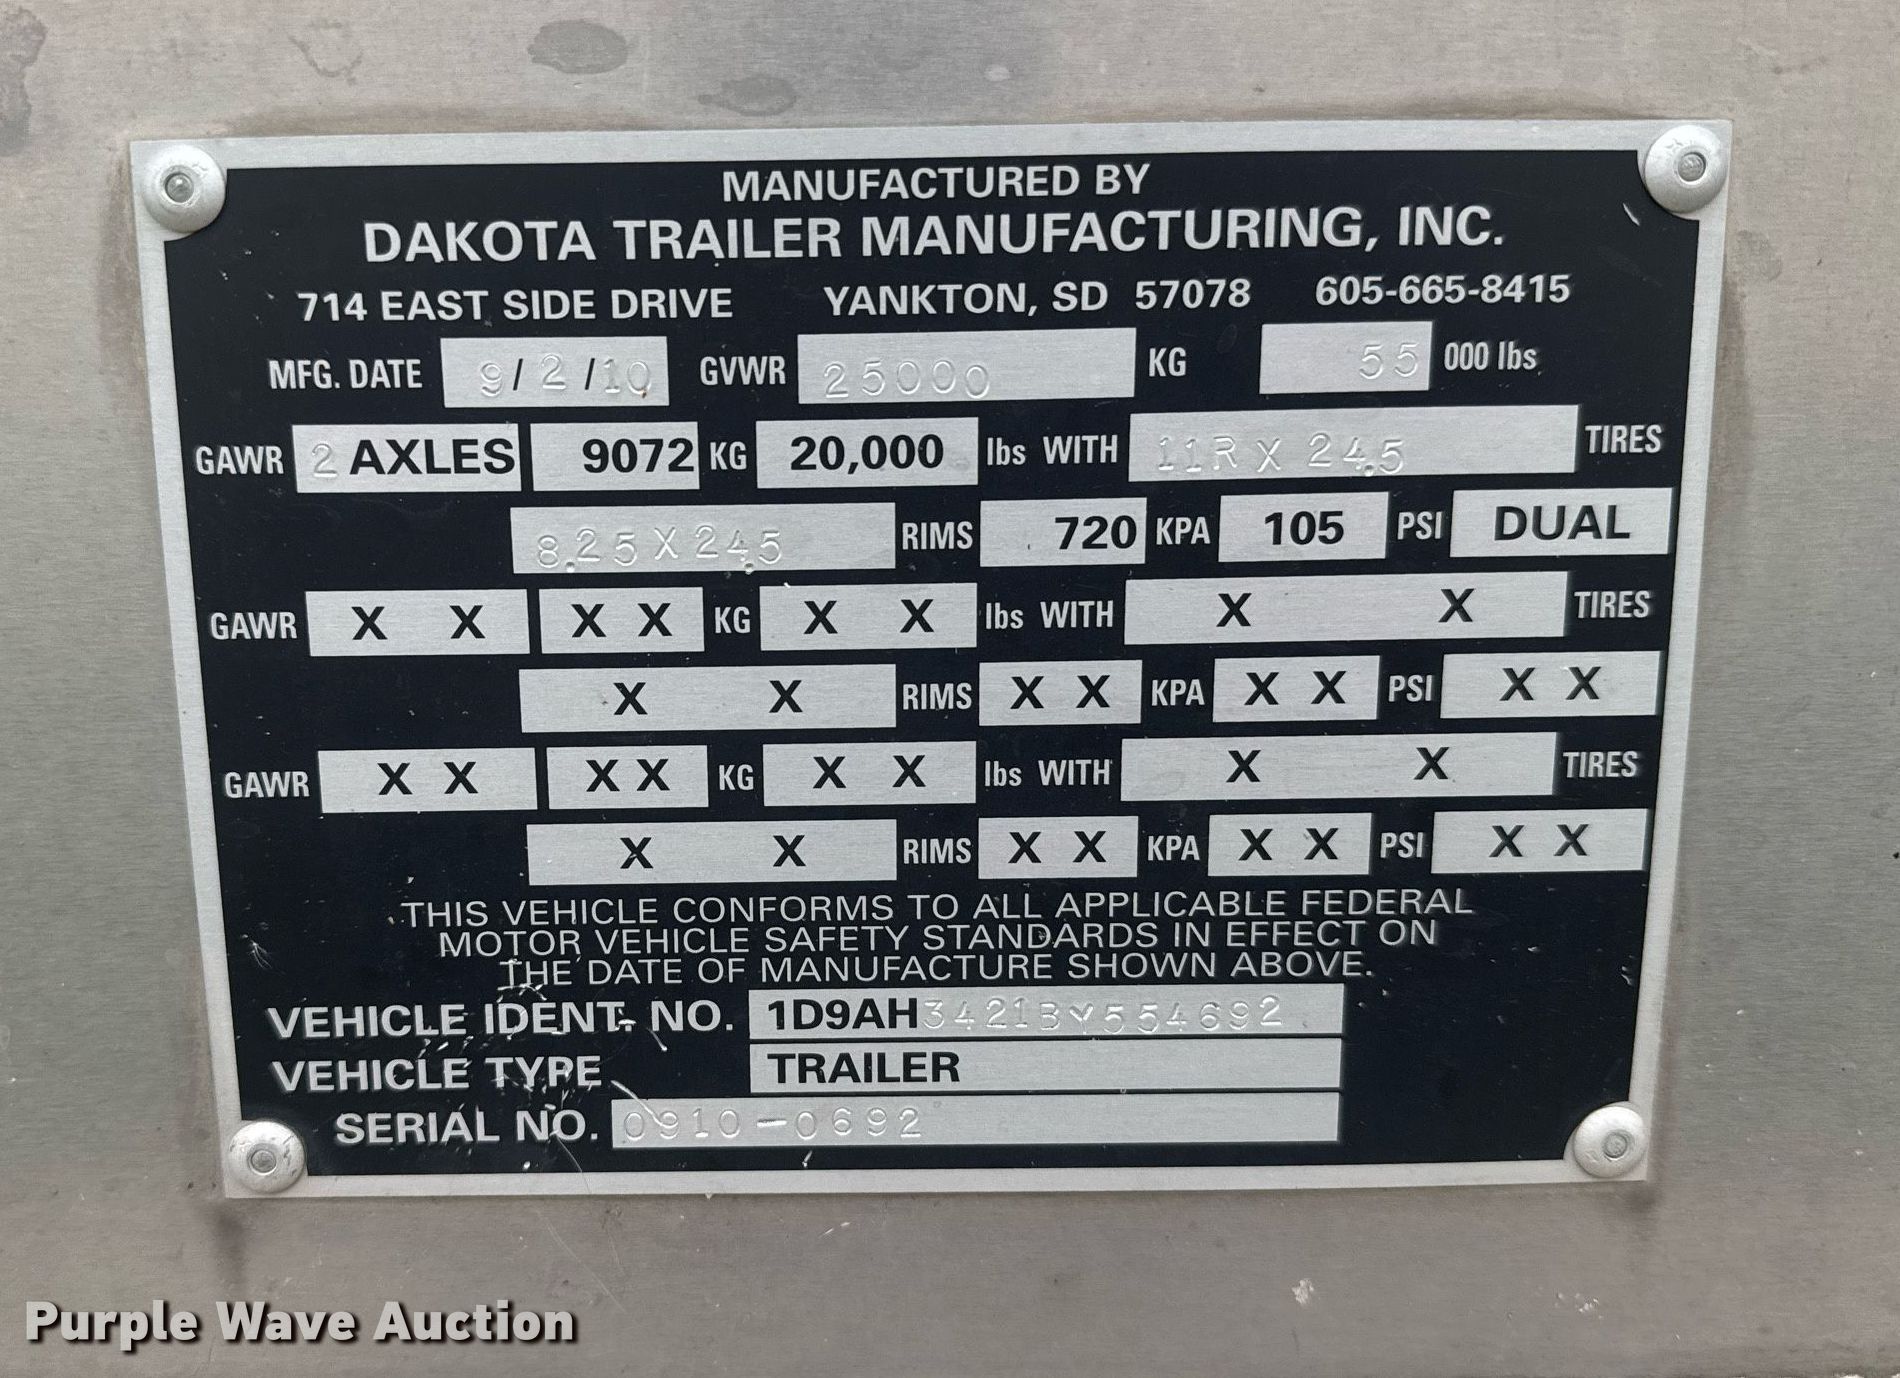 MANUFACTURED BY
DAKOTA TRAILER MANUFACTURING, INC.
714 EAST SIDE DRIVE YANKTON, SD 57078 605-665-8415
MFG. DATE 9/2/10 GVWR 25000 KG 55 000 lbs
GAWR 2 AXLES 9072 KG 20,000 lbs WITH 11R X 24.5 TIRES
8.25 X 24.5 RIMS 720 KPA 105 PSI DUAL
GAWR X X X X KG X X lbs WITH X X TIRES
X X RIMS X X KPA X X PSI X X
GAWR X X X X KG X X lbs WITH X X TIRES
X X RIMS X X KPA X X PSI X X
THIS VEHICLE CONFORMS TO ALL APPLICABLE FEDERAL
MOTOR VEHICLE SAFETY STANDARDS IN EFFECT ON
THE DATE OF MANUFACTURE SHOWN ABOVE.
VEHICLE IDENT. NO. 1D9AH3421BY554692
VEHICLE TYPE TRAILER
SERIAL NO. 0910-0692
Purple Wave Auction